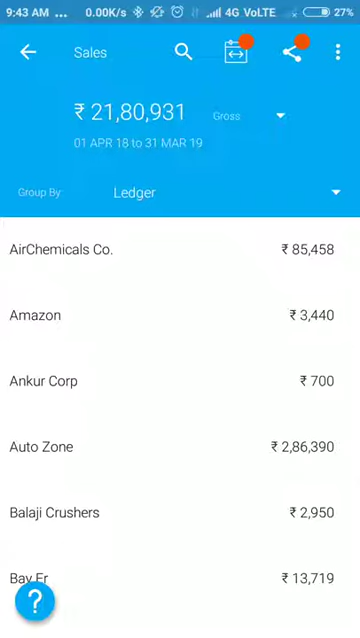 9:43 AM ... 0.00K/s 4G VoLTE 27%
Sales
₹ 21,80,931 Gross
01 APR 18 to 31 MAR 19
Group By: Ledger
AirChemicals Co. ₹ 85,458
Amazon ₹ 3,440
Ankur Corp ₹ 700
Auto Zone ₹ 2,86,390
Balaji Crushers ₹ 2,950
Bay Er ₹ 13,719
?